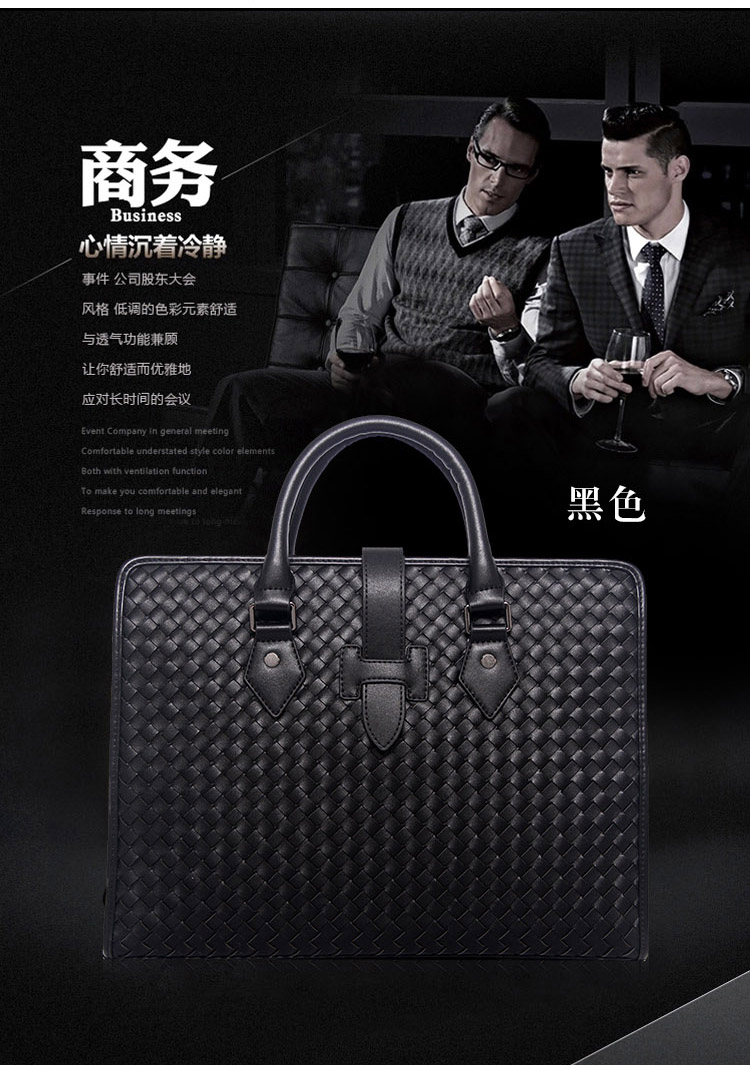 商务
Business
心情沉着冷静
事件 公司股东大会
风格 低调的色彩元素舒适
与透气功能兼顾
让你舒适而优雅地
应对长时间的会议
Event Company in general meeting
Comfortable understated style color elements
Both with ventilation function
To make you comfortable and elegant
Response to long meetings
黑色